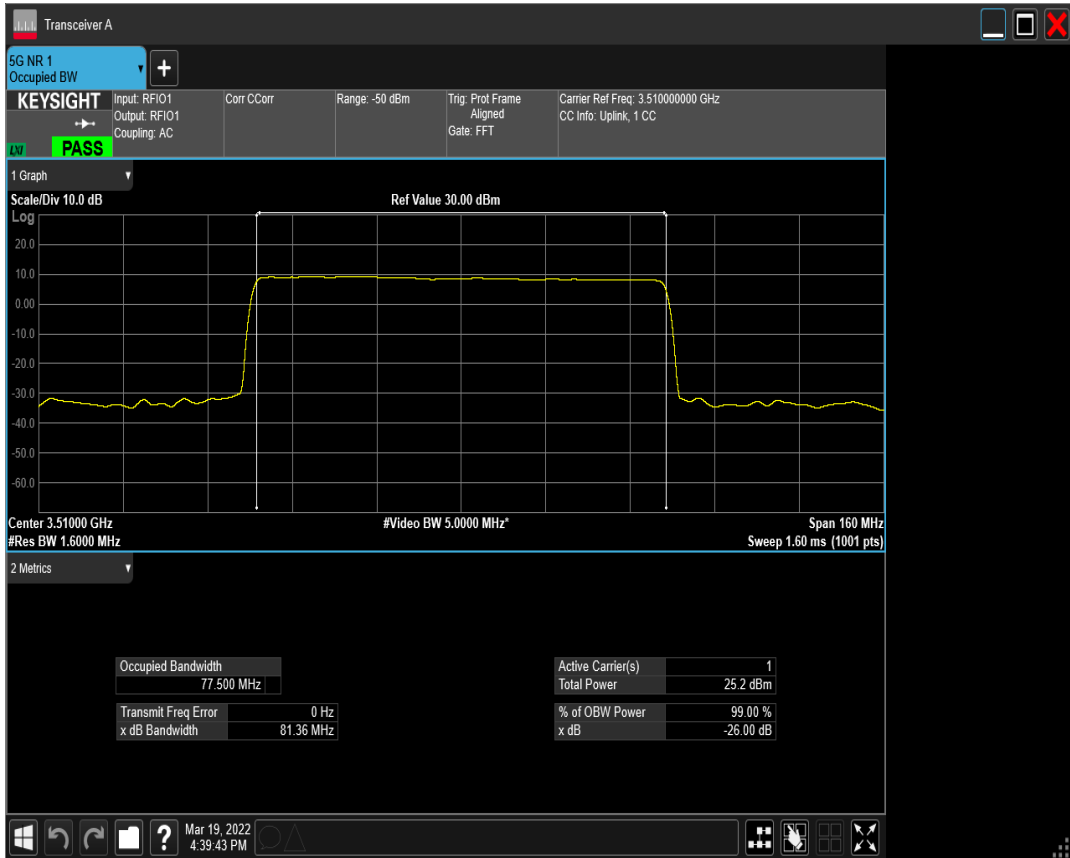 Transceiver A
5G NR 1
Occupied BW
KEYSIGHT
LXI
PASS
Input: RFIO1
Output: RFIO1
Coupling: AC
Corr CCorr
Range: -50 dBm
Trig: Prot Frame
Aligned
Gate: FFT
Carrier Ref Freq: 3.510000000 GHz
CC Info: Uplink, 1 CC
1 Graph
Scale/Div 10.0 dB
Ref Value 30.00 dBm
Log
20.0
10.0
0.00
-10.0
-20.0
-30.0
-40.0
-50.0
-60.0
Center 3.51000 GHz
#Video BW 5.0000 MHz*
Span 160 MHz
#Res BW 1.6000 MHz
Sweep 1.60 ms (1001 pts)
2 Metrics
Occupied Bandwidth
77.500 MHz
Transmit Freq Error 0 Hz
x dB Bandwidth 81.36 MHz
Active Carrier(s) 1
Total Power 25.2 dBm
% of OBW Power 99.00 %
x dB -26.00 dB
?
Mar 19, 2022
4:39:43 PM